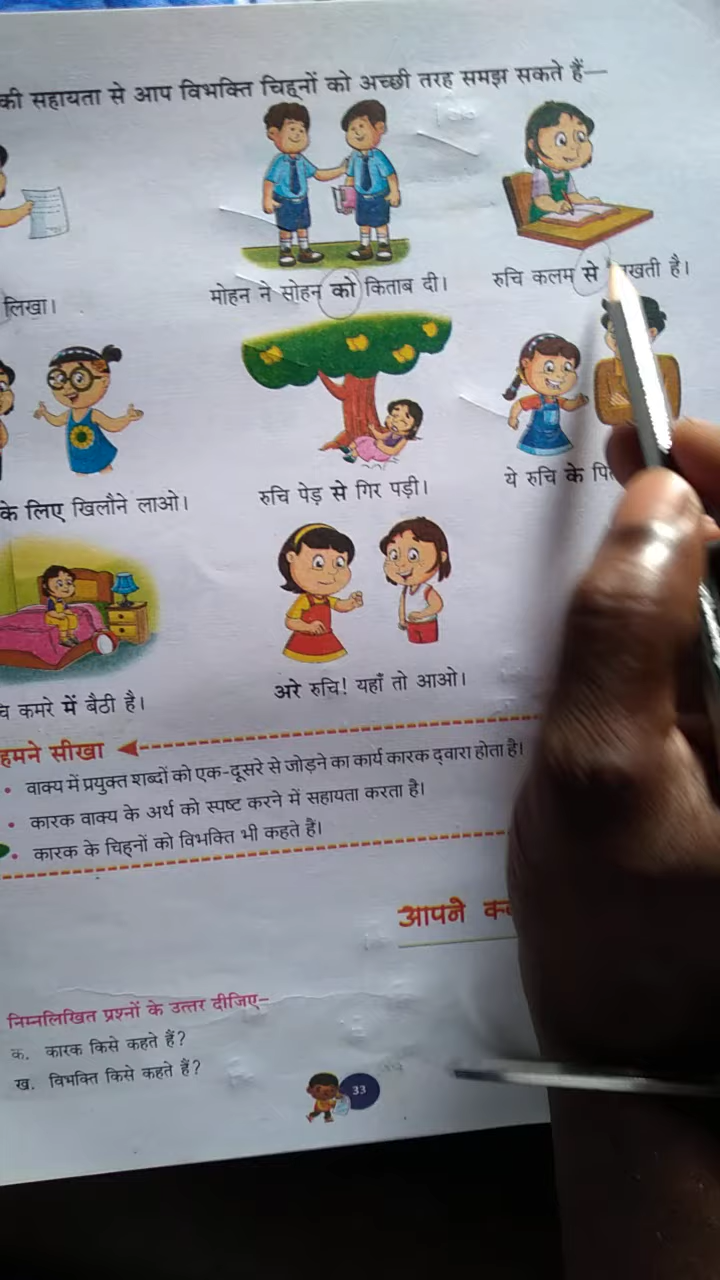 की सहायता से आप विभक्ति चिह्नों को अच्छी तरह समझ सकते हैं—
लिखा।
मोहन ने सोहन को किताब दी।
रुचि कलम से
है।
के लिए खिलौने लाओ।
रुचि पेड़ से गिर पड़ी।
ये रुचि के
कमरे में बैठी है।
अरे रुचि! यहाँ तो आओ।
हमने सीखा
• वाक्य में प्रयुक्त शब्दों को एक-दूसरे से जोड़ने का कार्य कारक द्वारा होता है।
• कारक वाक्य के अर्थ को स्पष्ट करने में सहायता करता है।
• कारक के चिह्नों को विभक्ति भी कहते हैं।
आपने
निम्नलिखित प्रश्नों के उत्तर दीजिए–
क. कारक किसे कहते हैं?
ख. विभक्ति किसे कहते हैं?
33